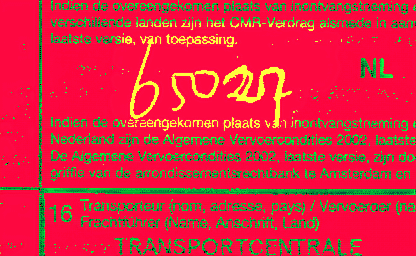 Indien de overeengekomen plaats van inontvangstneming
verschillende landen zijn het CMR-Verdrag alsmede in aan
laatste versie, van toepassing.
65027
NL
Indien de overeengekomen plaats van inontvangstneming
Nederland zijn de Algemene Vervoercondities 2002, laatste
De Algemene Vervoercondities 2002, laatste versie, zijn do
griffie van de arrondissementsrechtbank te Amsterdam en
16 Transporteur (nom, adresse, pays) / Vervoerder (na
Frachtführer (Name, Anschrift, Land)
TRANSPORTCENTRALE